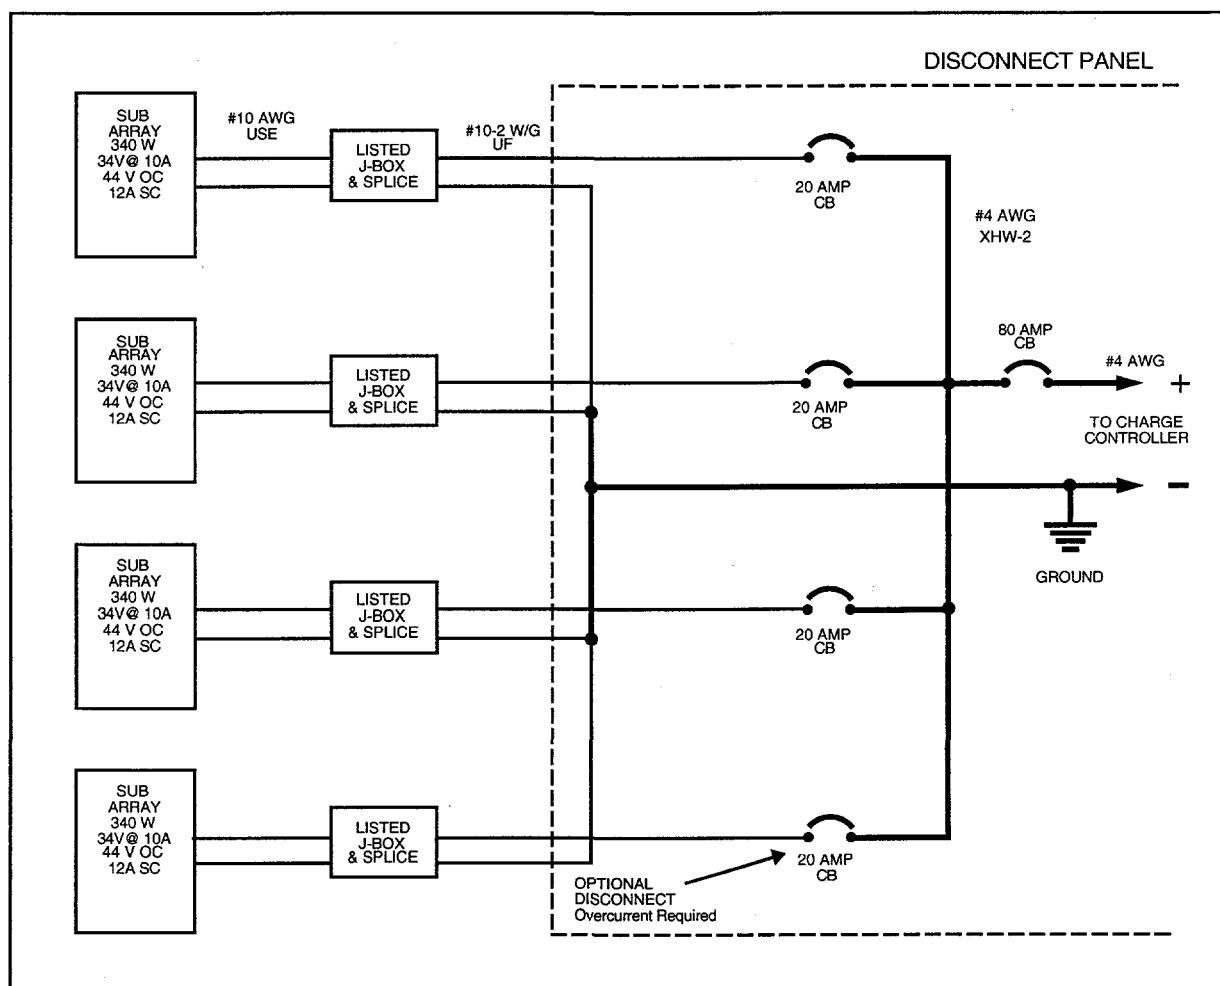 DISCONNECT PANEL
SUB
ARRAY
340 W
34V@ 10A
44 V OC
12A SC
#10 AWG
USE
LISTED
J-BOX
& SPLICE
#10-2 W/G
UF
20 AMP
CB
#4 AWG
XHW-2
SUB
ARRAY
340 W
34V@ 10A
44 V OC
12A SC
LISTED
J-BOX
& SPLICE
20 AMP
CB
80 AMP
CB
#4 AWG
+
TO CHARGE
CONTROLLER
-
GROUND
SUB
ARRAY
340 W
34V@ 10A
44 V OC
12A SC
LISTED
J-BOX
& SPLICE
20 AMP
CB
SUB
ARRAY
340 W
34V@ 10A
44 V OC
12A SC
LISTED
J-BOX
& SPLICE
20 AMP
CB
OPTIONAL
DISCONNECT
Overcurrent Required